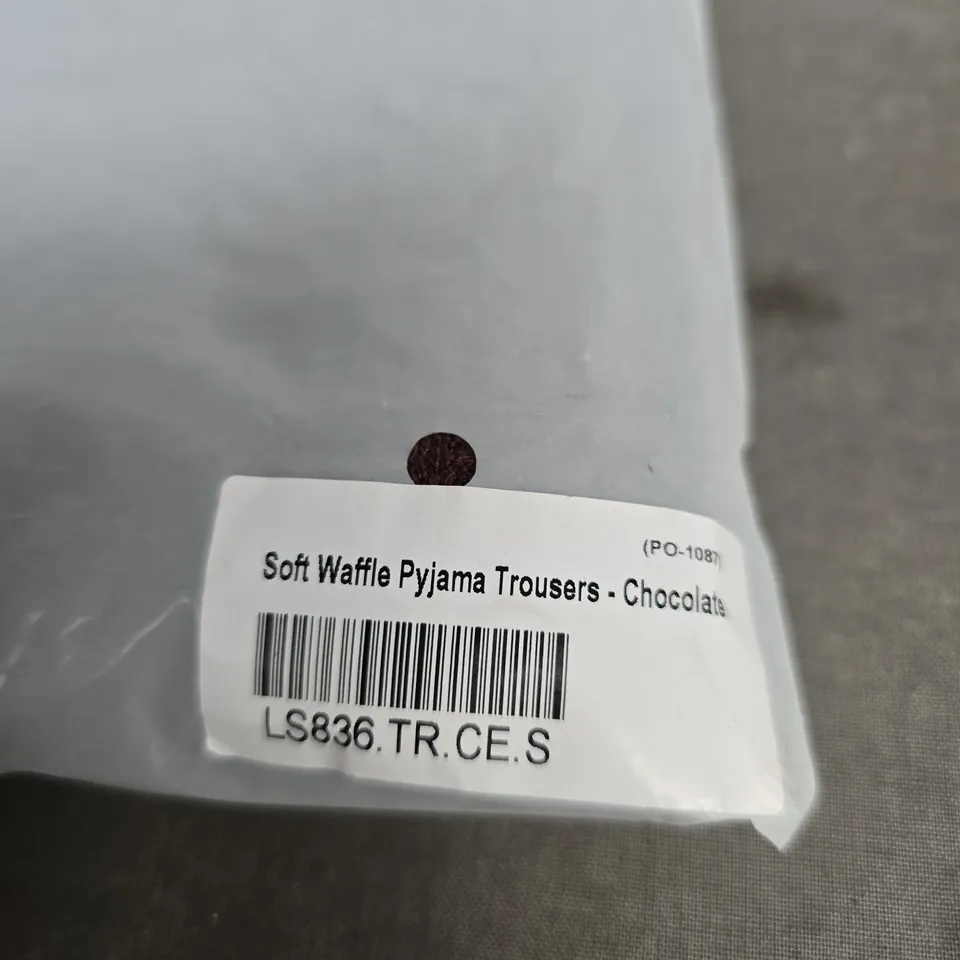 (PO-1087)
Soft Waffle Pyjama Trousers - Chocolate
LS836.TR.CE.S